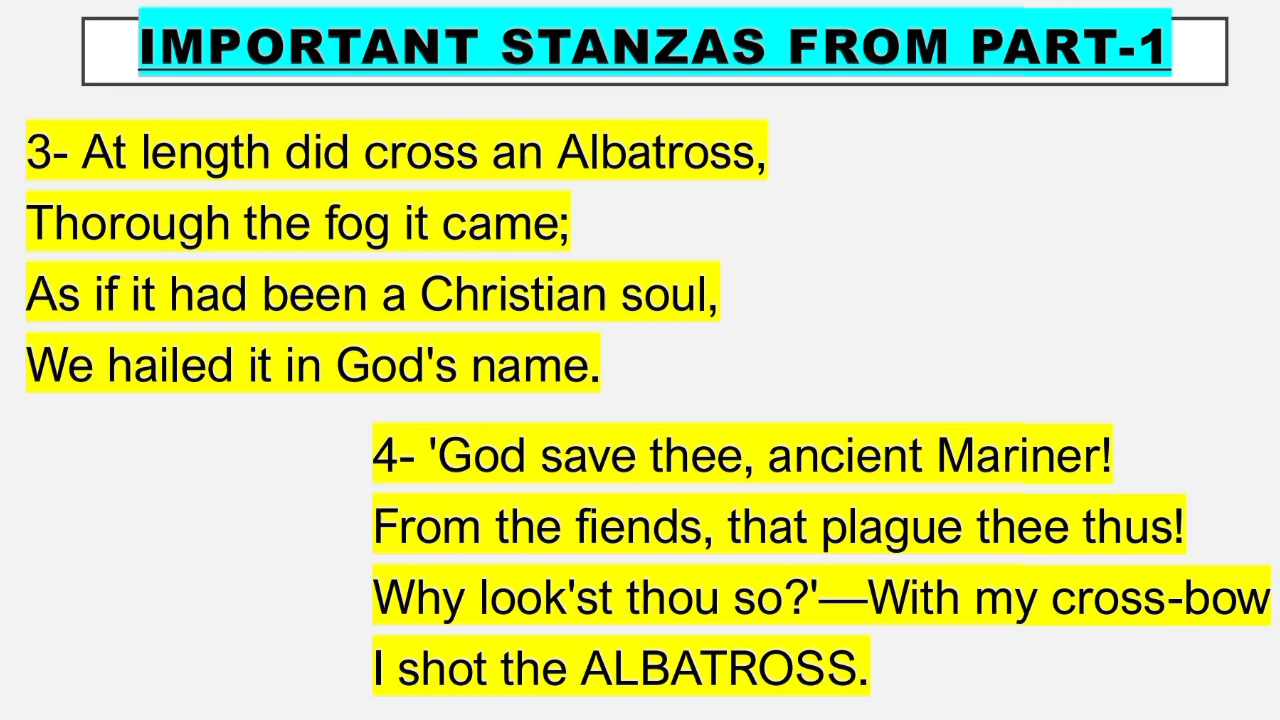 IMPORTANT STANZAS FROM PART-1
3- At length did cross an Albatross,
Thorough the fog it came;
As if it had been a Christian soul,
We hailed it in God's name.
4- 'God save thee, ancient Mariner!
From the fiends, that plague thee thus!
Why look'st thou so?'—With my cross-bow
I shot the ALBATROSS.